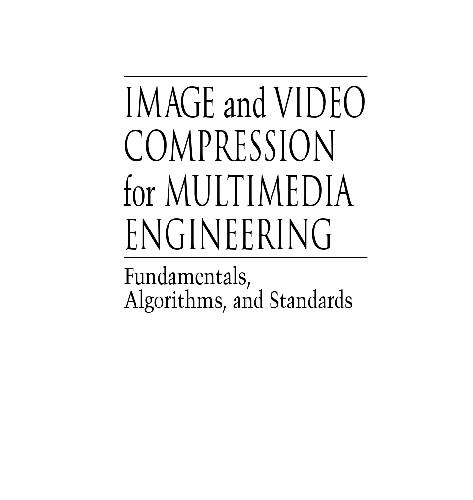 IMAGE and VIDEO
COMPRESSION
for MULTIMEDIA
ENGINEERING
Fundamentals,
Algorithms, and Standards